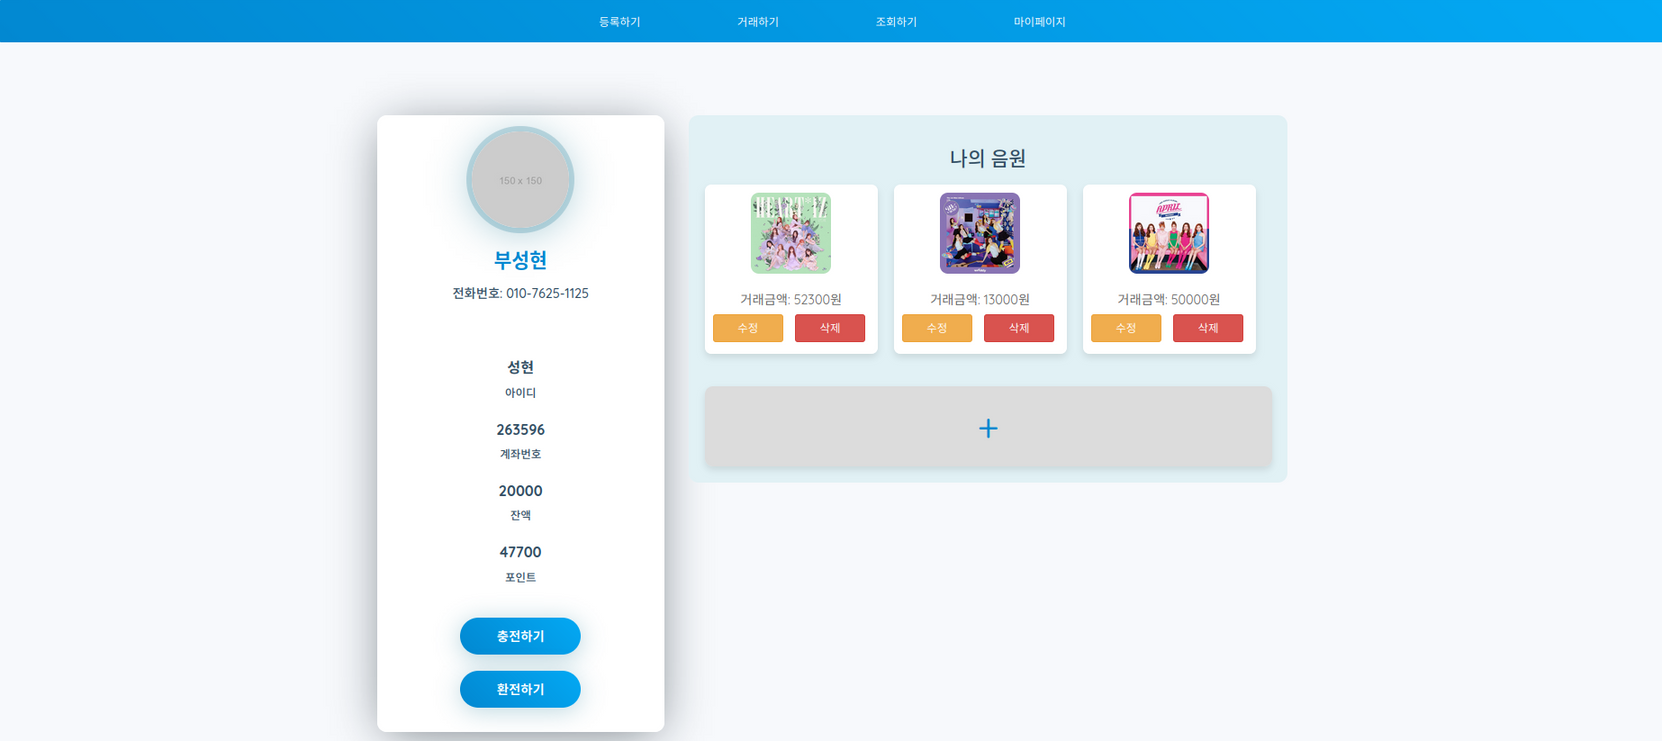 등록하기 거래하기 조회하기 마이페이지
150 x 150
부성현
전화번호: 010-7625-1125
성현
아이디
263596
계좌번호
20000
잔액
47700
포인트
충전하기
환전하기
나의 음원
HEART*IZ
APRIL
거래금액: 52300원 거래금액: 13000원 거래금액: 50000원
수정 삭제 수정 삭제 수정 삭제
+